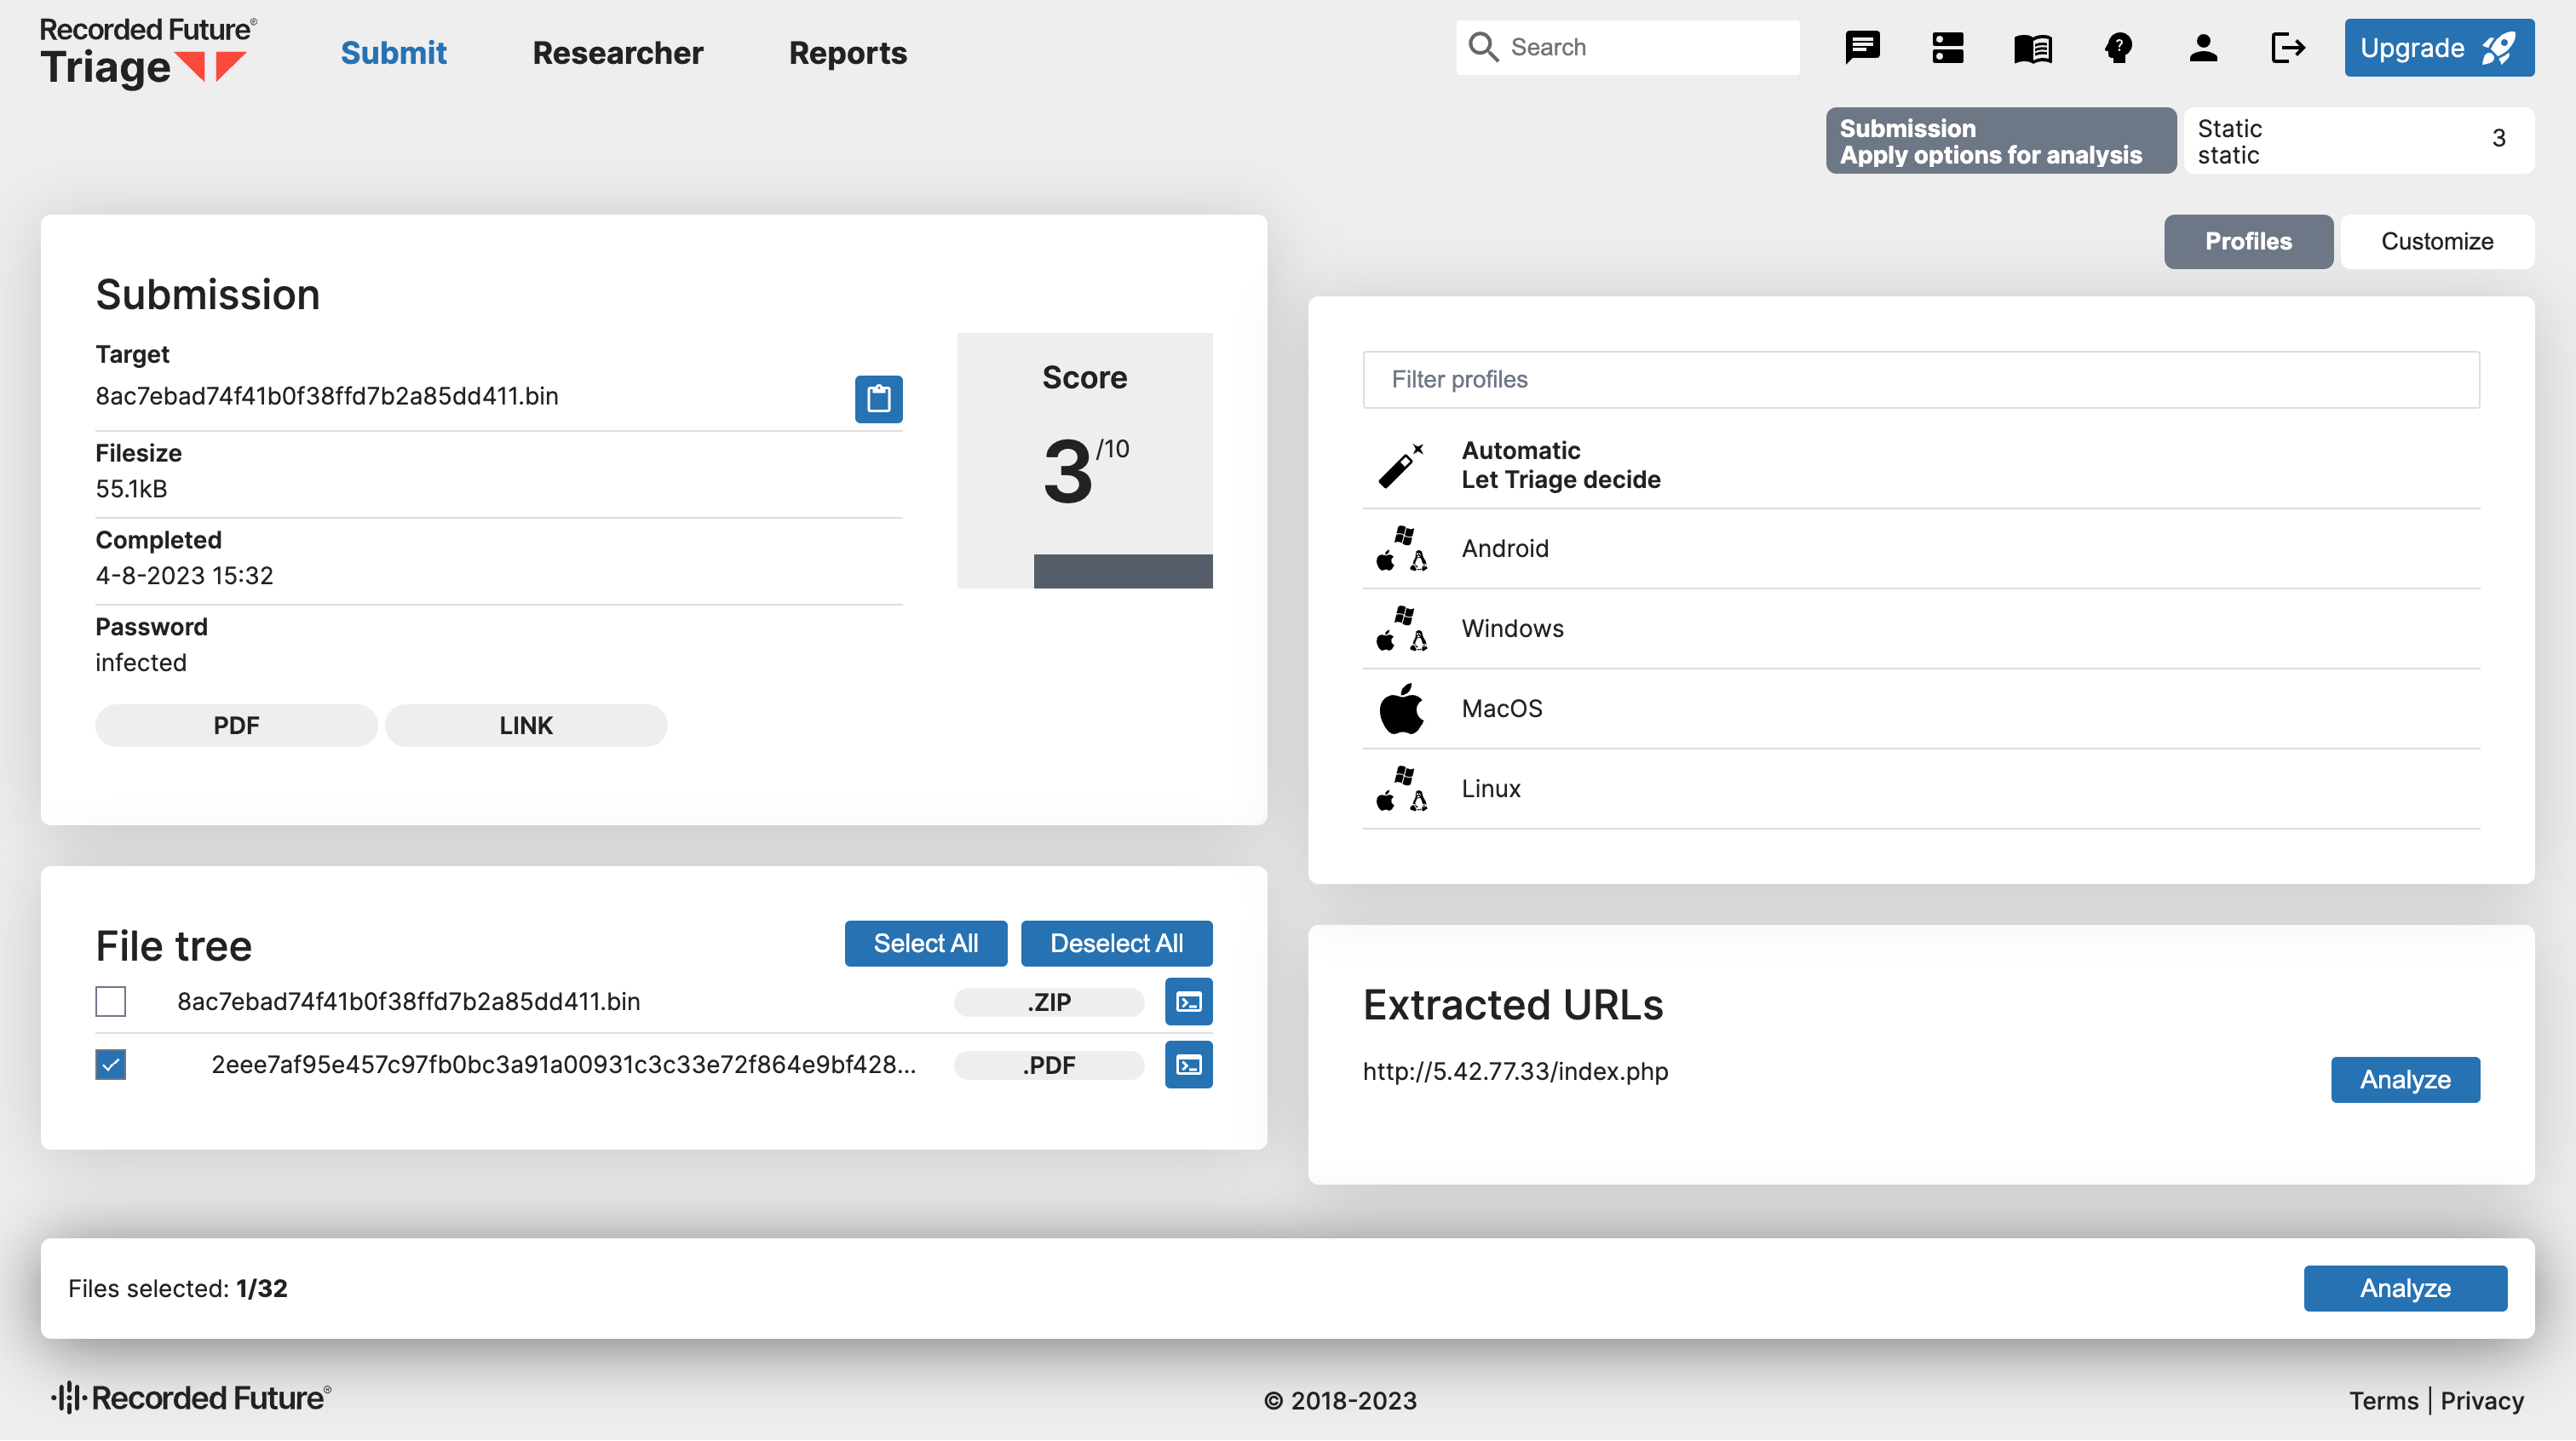 Recorded Future®
Triage
Submit
Researcher
Reports
Search
Upgrade
Submission
Apply options for analysis
Static
static
3
Profiles
Customize
Submission
Target
8ac7ebad74f41b0f38ffd7b2a85dd411.bin
Filesize
55.1kB
Completed
4-8-2023 15:32
Password
infected
PDF
LINK
Score
3/10
Filter profiles
Automatic
Let Triage decide
Android
Windows
MacOS
Linux
File tree
Select All
Deselect All
8ac7ebad74f41b0f38ffd7b2a85dd411.bin
.ZIP
2eee7af95e457c97fb0bc3a91a00931c3c33e72f864e9bf428...
.PDF
Extracted URLs
http://5.42.77.33/index.php
Analyze
Files selected: 1/32
Analyze
Recorded Future®
© 2018-2023
Terms | Privacy